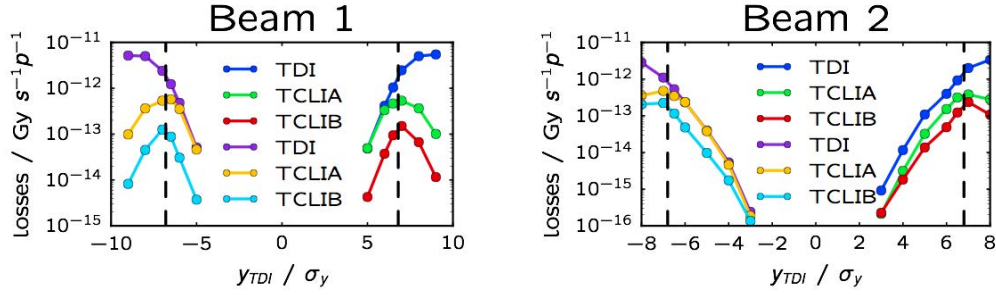 Beam 1
Losses / Gy s⁻¹p⁻¹
10⁻¹¹
10⁻¹²
10⁻¹³
10⁻¹⁴
10⁻¹⁵
TDI
TCLIA
TCLIB
TDI
TCLIA
TCLIB
−10 −5 0 5 10
y_TDI / σ_y
Beam 2
Losses / Gy s⁻¹p⁻¹
10⁻¹¹
10⁻¹²
10⁻¹³
10⁻¹⁴
10⁻¹⁵
10⁻¹⁶
TDI
TCLIA
TCLIB
TDI
TCLIA
TCLIB
−8 −6 −4 −2 0 2 4 6 8
y_TDI / σ_y